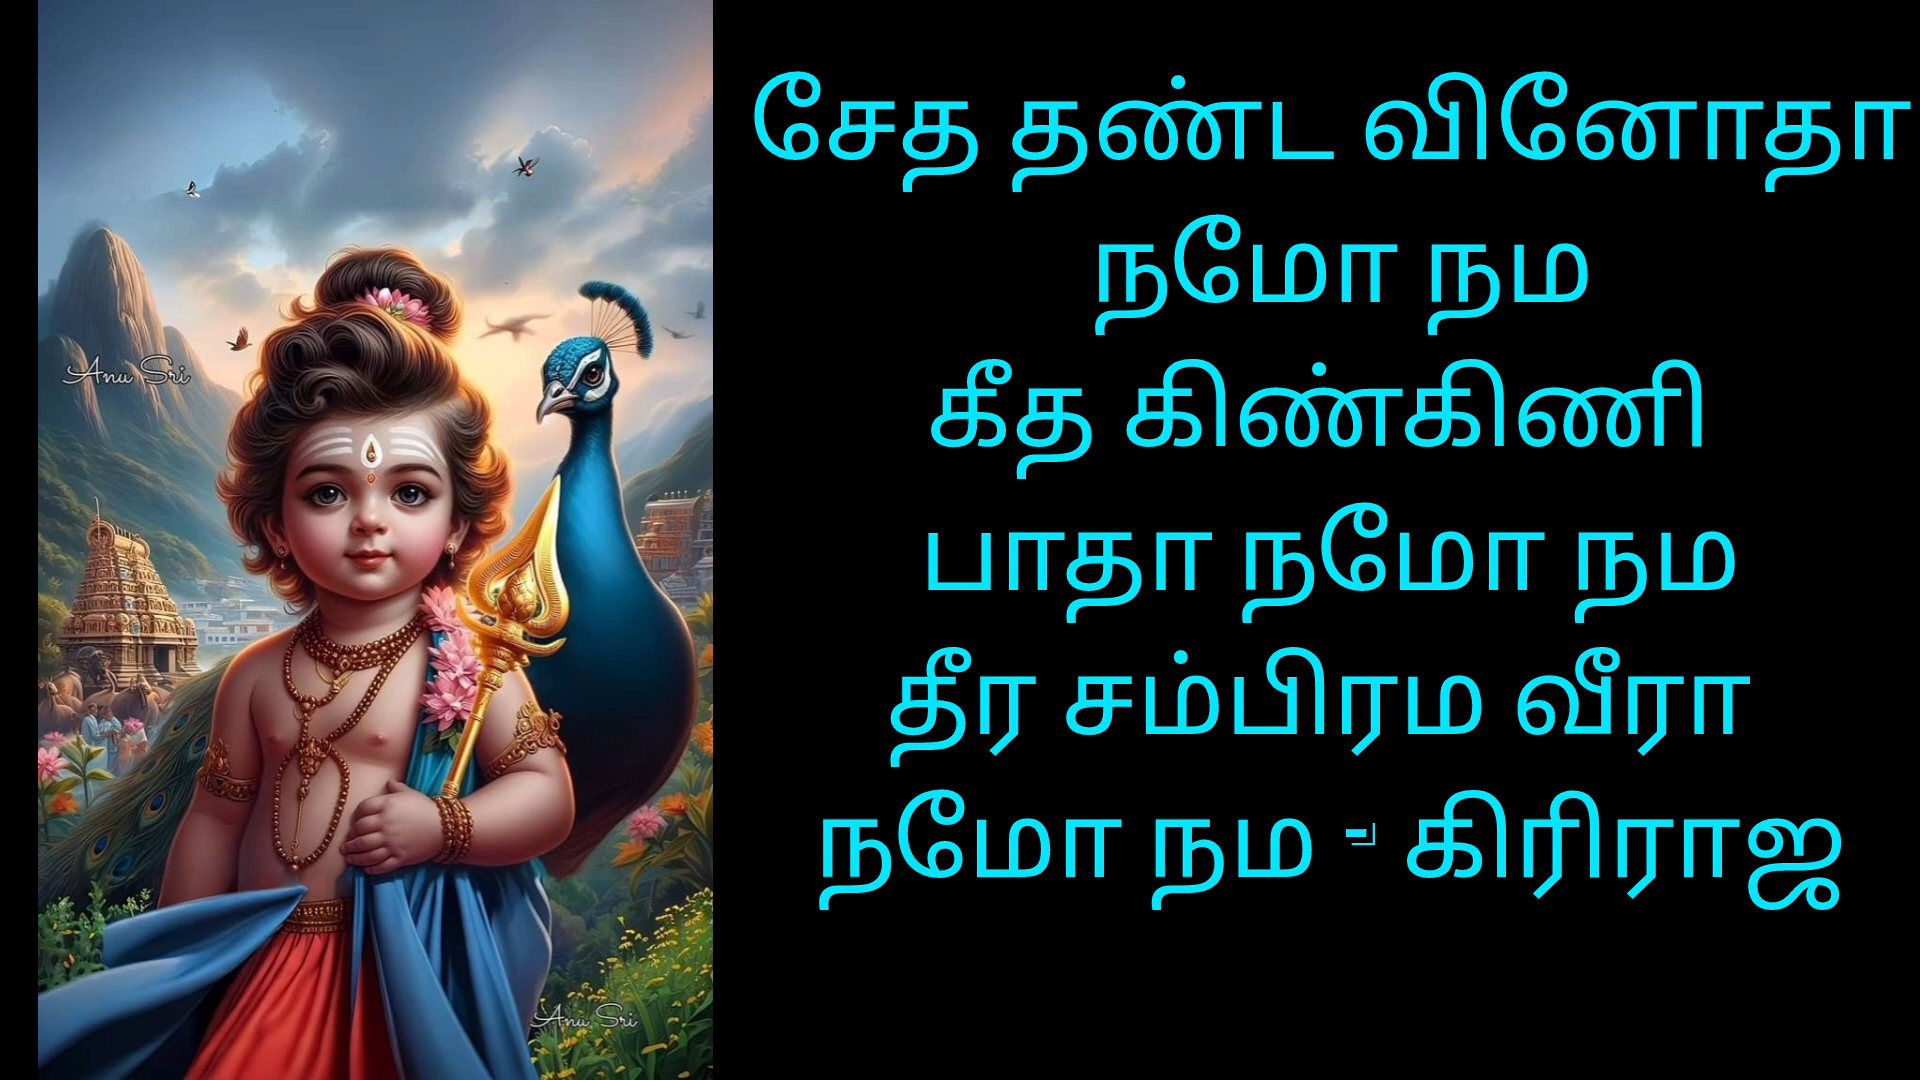 சேத தண்ட வினோதா
நமோ நம
கீத கிண்கிணி
பாதா நமோ நம
தீர சம்பிரம வீரா
நமோ நம - கிரிராஜ
Anu Sri
Anu Sri